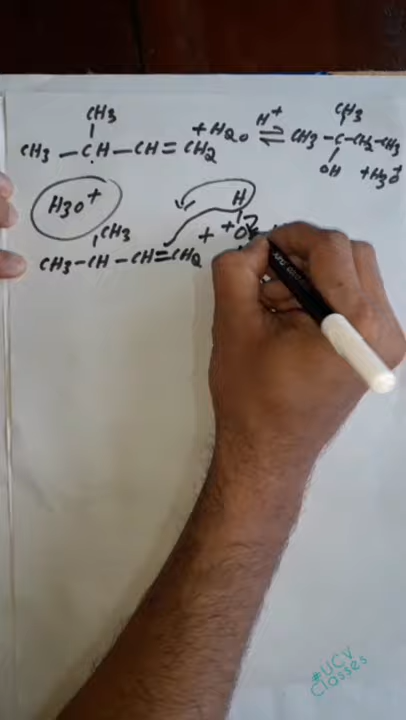 CH3
CH3 — CH — CH = CH2 + H2O ⇌ CH3 — C — CH2 — CH3
H+
CH3
OH + H3O+
H3O+
CH3
H
CH3 — CH — CH = CH2 + + O
#UCV
Classes